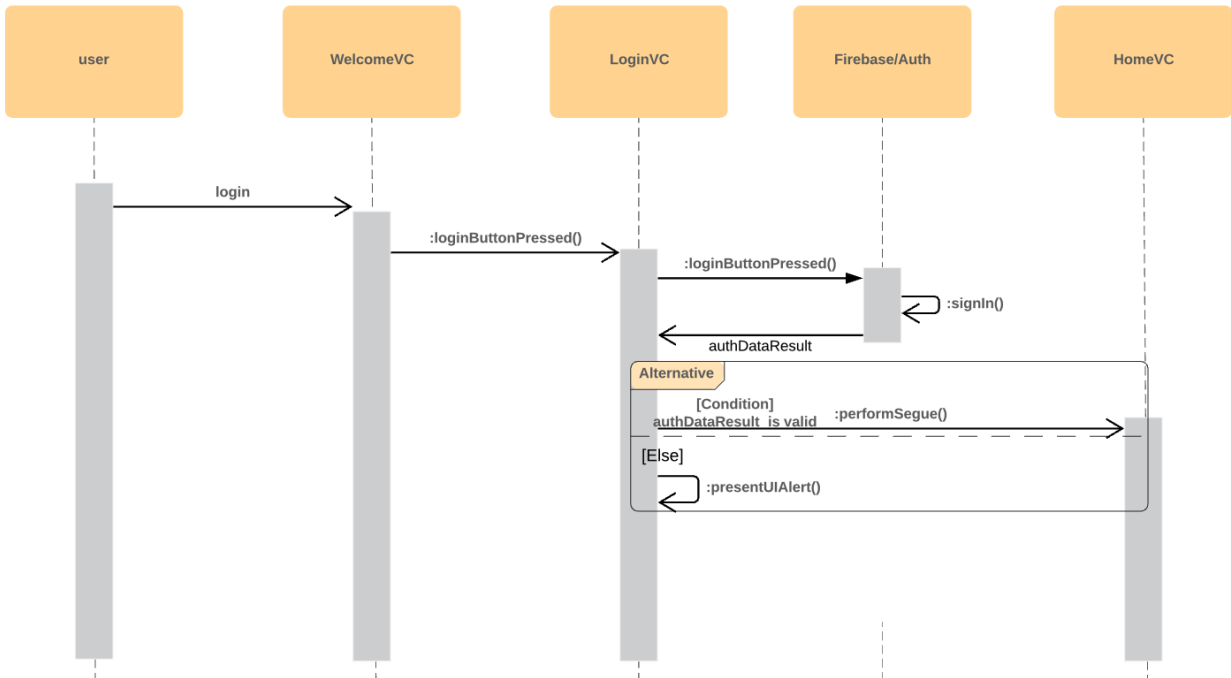 user
WelcomeVC
LoginVC
Firebase/Auth
HomeVC
login
:loginButtonPressed()
:loginButtonPressed()
:signIn()
authDataResult
Alternative
[Condition]
authDataResult is valid
:performSegue()
[Else]
:presentUIAlert()